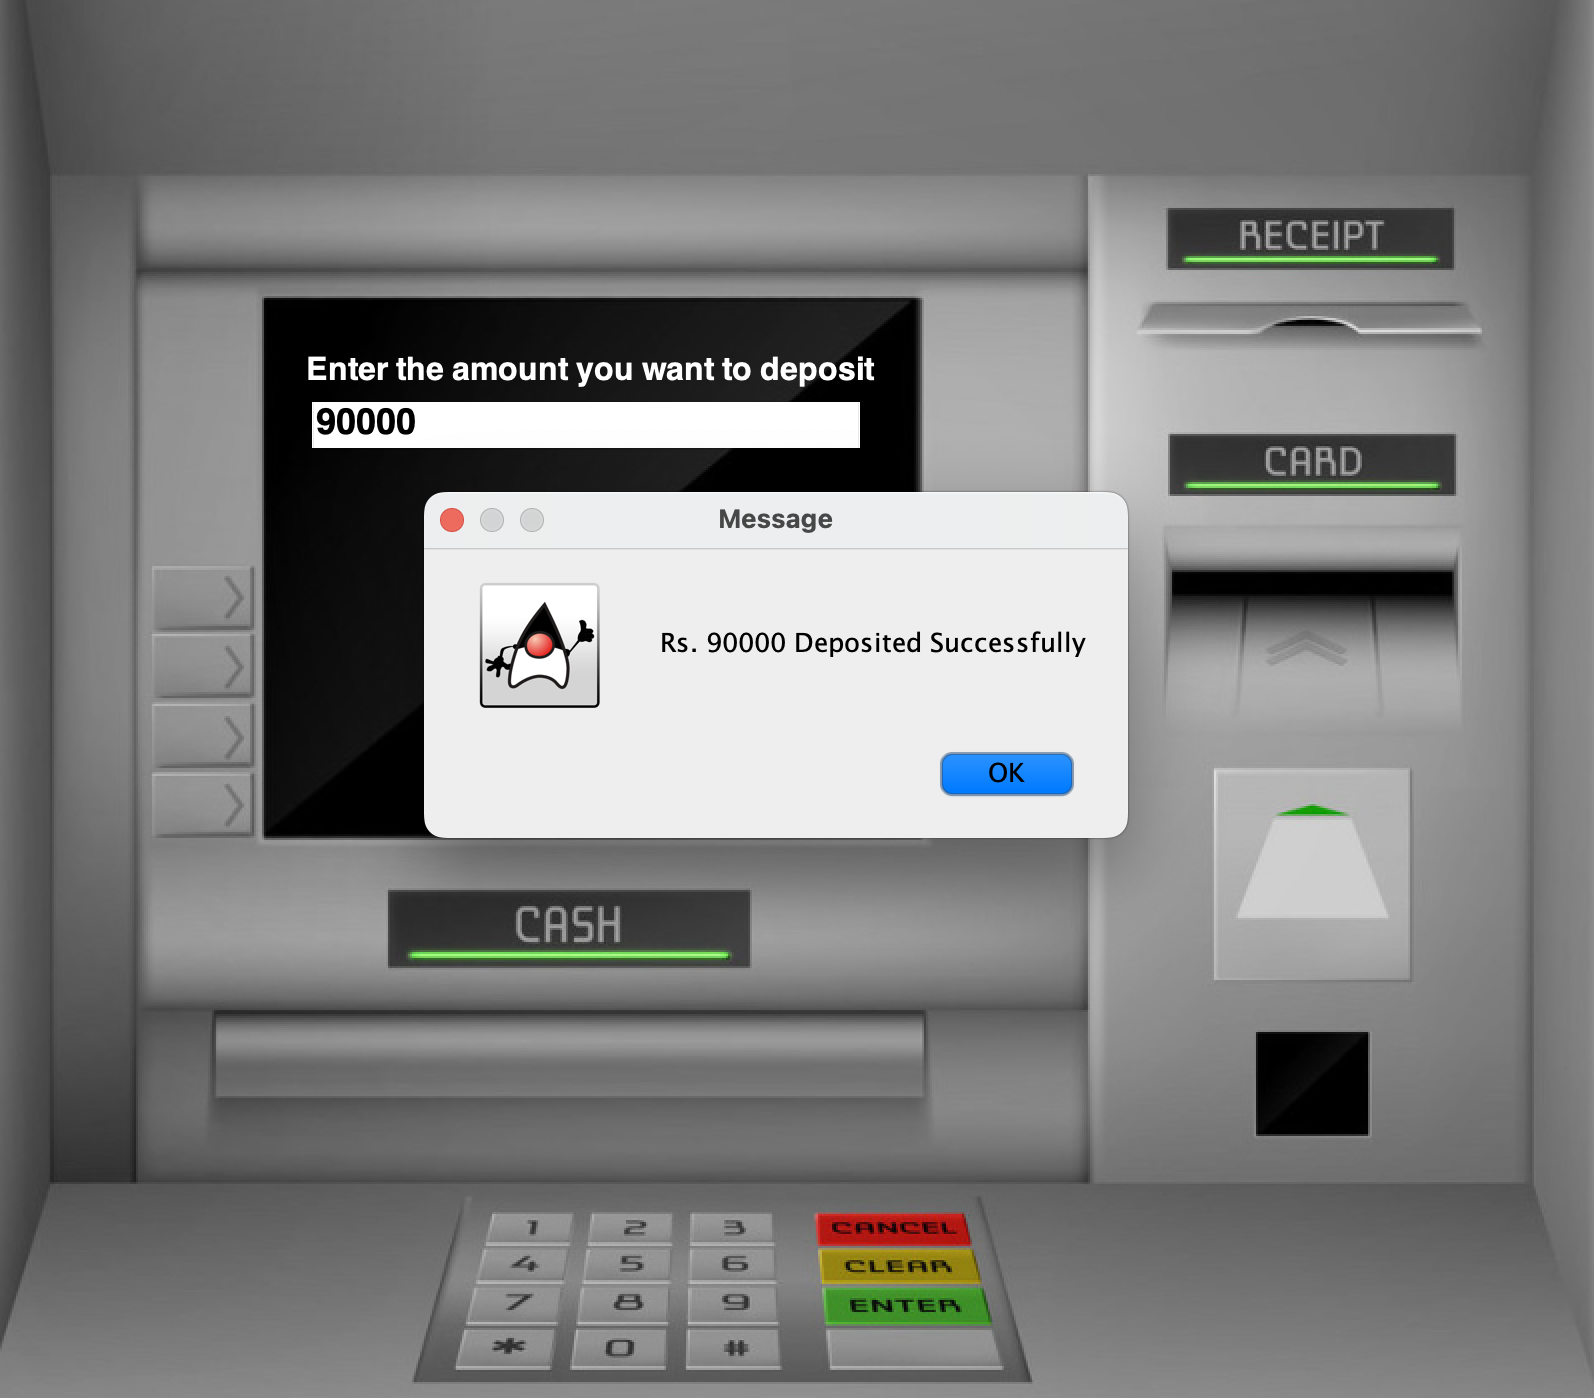 RECEIPT
Enter the amount you want to deposit
90000
CARD
Message
Rs. 90000 Deposited Successfully
OK
CASH
1 2 3 CANCEL
4 5 6 CLEAR
7 8 9 ENTER
* 0 #